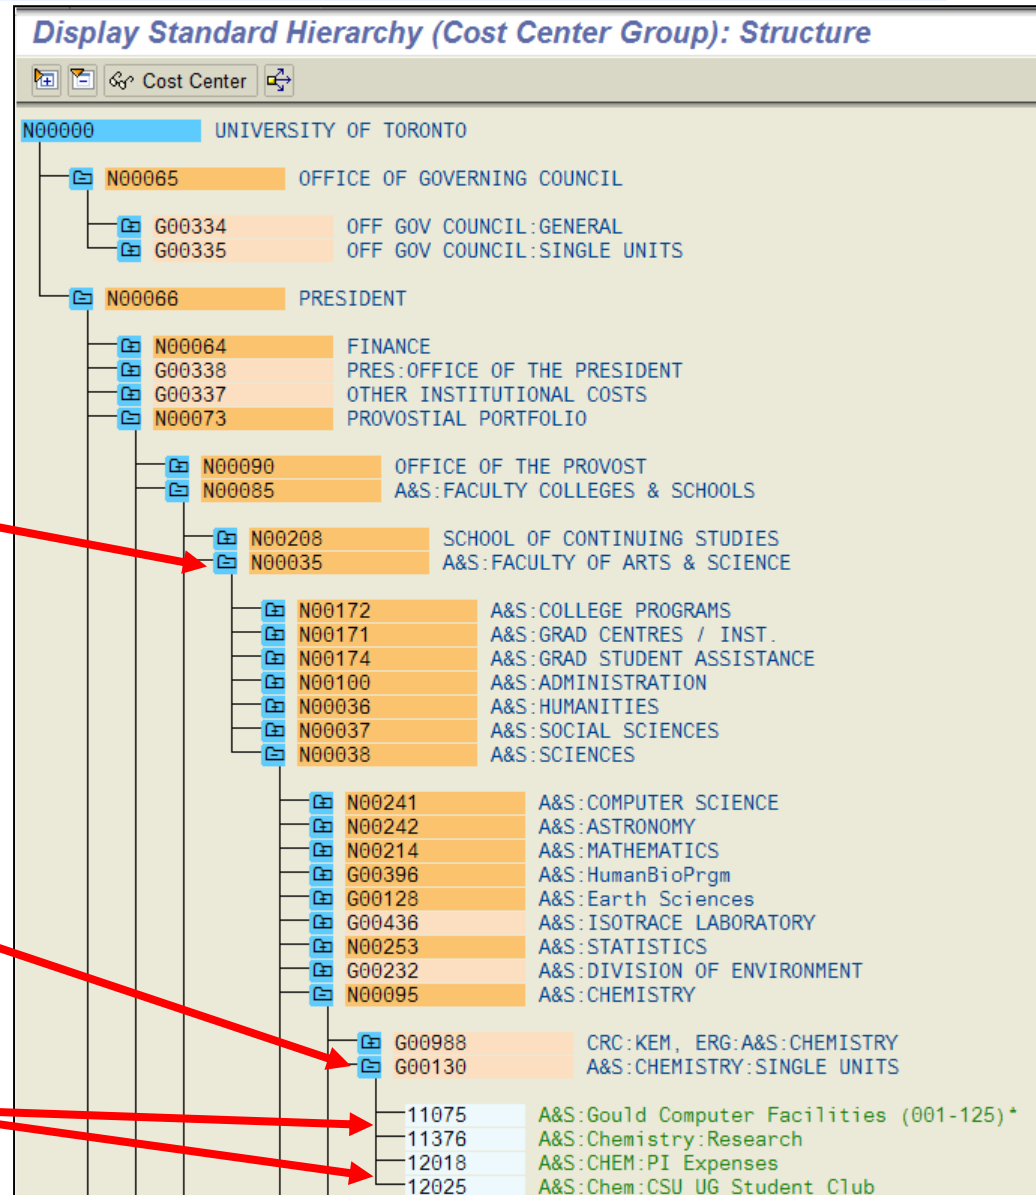 Display Standard Hierarchy (Cost Center Group): Structure
Cost Center
N00000 UNIVERSITY OF TORONTO
N00065 OFFICE OF GOVERNING COUNCIL
G00334 OFF GOV COUNCIL:GENERAL
G00335 OFF GOV COUNCIL:SINGLE UNITS
N00066 PRESIDENT
N00064 FINANCE
G00338 PRES:OFFICE OF THE PRESIDENT
G00337 OTHER INSTITUTIONAL COSTS
N00073 PROVOSTIAL PORTFOLIO
N00090 OFFICE OF THE PROVOST
N00085 A&S:FACULTY COLLEGES & SCHOOLS
N00208 SCHOOL OF CONTINUING STUDIES
N00035 A&S:FACULTY OF ARTS & SCIENCE
N00172 A&S:COLLEGE PROGRAMS
N00171 A&S:GRAD CENTRES / INST.
N00174 A&S:GRAD STUDENT ASSISTANCE
N00100 A&S:ADMINISTRATION
N00036 A&S:HUMANITIES
N00037 A&S:SOCIAL SCIENCES
N00038 A&S:SCIENCES
N00241 A&S:COMPUTER SCIENCE
N00242 A&S:ASTRONOMY
N00214 A&S:MATHEMATICS
G00396 A&S:HumanBioPrgm
G00128 A&S:Earth Sciences
G00436 A&S:ISOTRACE LABORATORY
N00253 A&S:STATISTICS
G00232 A&S:DIVISION OF ENVIRONMENT
N00095 A&S:CHEMISTRY
G00988 CRC:KEM, ERG:A&S:CHEMISTRY
G00130 A&S:CHEMISTRY:SINGLE UNITS
11075 A&S:Gould Computer Facilities (001-125)*
11376 A&S:Chemistry:Research
12018 A&S:CHEM:PI Expenses
12025 A&S:Chem:CSU UG Student Club